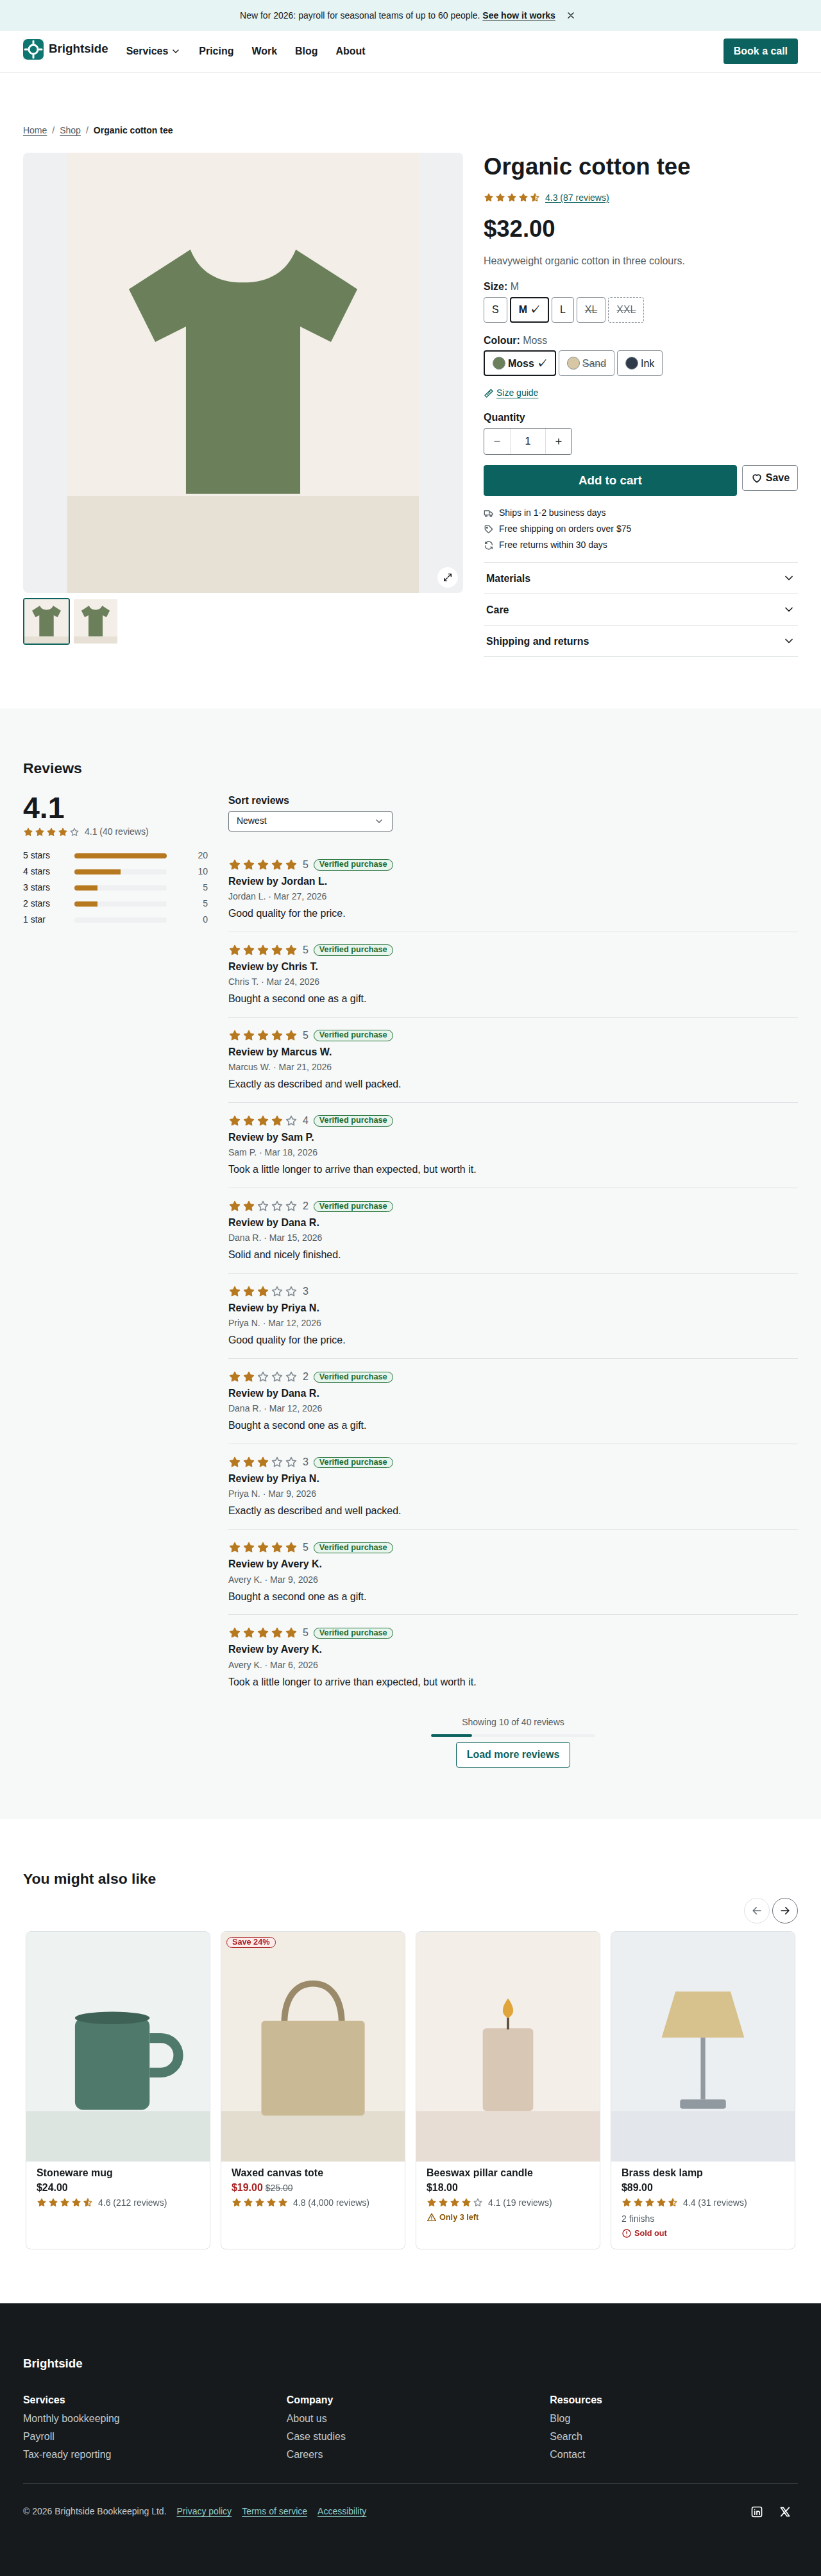 New for 2026: payroll for seasonal teams of up to 60 people. See how it works
Brightside Services Pricing Work Blog About Book a call
Home / Shop / Organic cotton tee
Organic cotton tee
4.3 (87 reviews)
$32.00
Heavyweight organic cotton in three colours.
Size: M
S M L XL XXL
Colour: Moss
Moss Sand Ink
Size guide
Quantity
− 1 +
Add to cart Save
Ships in 1-2 business days
Free shipping on orders over $75
Free returns within 30 days
Materials
Care
Shipping and returns
Reviews
4.1
4.1 (40 reviews)
5 stars 20
4 stars 10
3 stars 5
2 stars 5
1 star 0
Sort reviews
Newest
5 Verified purchase
Review by Jordan L.
Jordan L. · Mar 27, 2026
Good quality for the price.
5 Verified purchase
Review by Chris T.
Chris T. · Mar 24, 2026
Bought a second one as a gift.
5 Verified purchase
Review by Marcus W.
Marcus W. · Mar 21, 2026
Exactly as described and well packed.
4 Verified purchase
Review by Sam P.
Sam P. · Mar 18, 2026
Took a little longer to arrive than expected, but worth it.
2 Verified purchase
Review by Dana R.
Dana R. · Mar 15, 2026
Solid and nicely finished.
3
Review by Priya N.
Priya N. · Mar 12, 2026
Good quality for the price.
2 Verified purchase
Review by Dana R.
Dana R. · Mar 12, 2026
Bought a second one as a gift.
3 Verified purchase
Review by Priya N.
Priya N. · Mar 9, 2026
Exactly as described and well packed.
5 Verified purchase
Review by Avery K.
Avery K. · Mar 9, 2026
Bought a second one as a gift.
5 Verified purchase
Review by Avery K.
Avery K. · Mar 6, 2026
Took a little longer to arrive than expected, but worth it.
Showing 10 of 40 reviews
Load more reviews
You might also like
Stoneware mug
$24.00
4.6 (212 reviews)
Save 24%
Waxed canvas tote
$19.00 $25.00
4.8 (4,000 reviews)
Beeswax pillar candle
$18.00
4.1 (19 reviews)
Only 3 left
Brass desk lamp
$89.00
4.4 (31 reviews)
2 finishs
Sold out
Brightside
Services
Monthly bookkeeping
Payroll
Tax-ready reporting
Company
About us
Case studies
Careers
Resources
Blog
Search
Contact
© 2026 Brightside Bookkeeping Ltd. Privacy policy Terms of service Accessibility